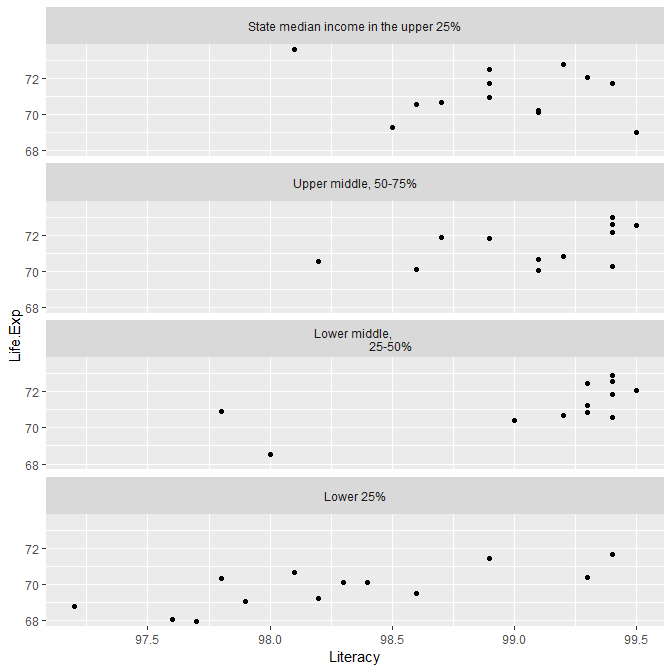 State median income in the upper 25%
72
70
68
Upper middle, 50-75%
72
70
68
Lower middle,
25-50%
72
70
68
Lower 25%
72
70
68
97.5 98.0 98.5 99.0 99.5
Literacy
Life.Exp